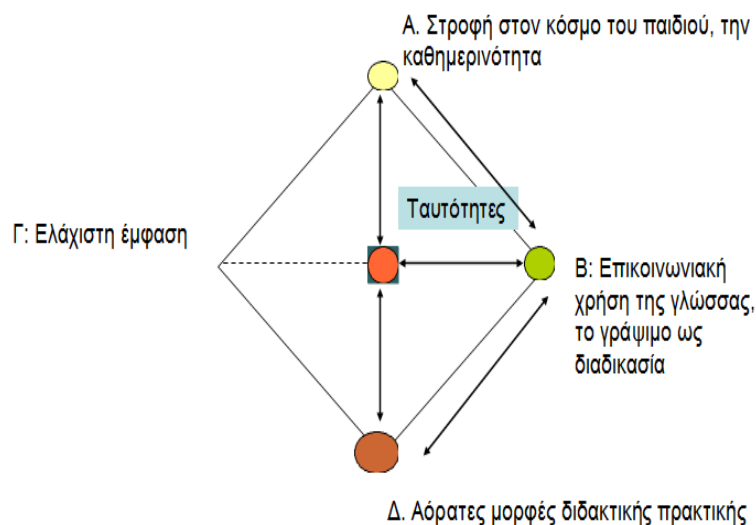 Α. Στροφή στον κόσμο του παιδιού, την
καθημερινότητα
Ταυτότητες
Γ: Ελάχιστη έμφαση
Β: Επικοινωνιακή
χρήση της γλώσσας,
το γράψιμο ως
διαδικασία
Δ. Αόρατες μορφές διδακτικής πρακτικής